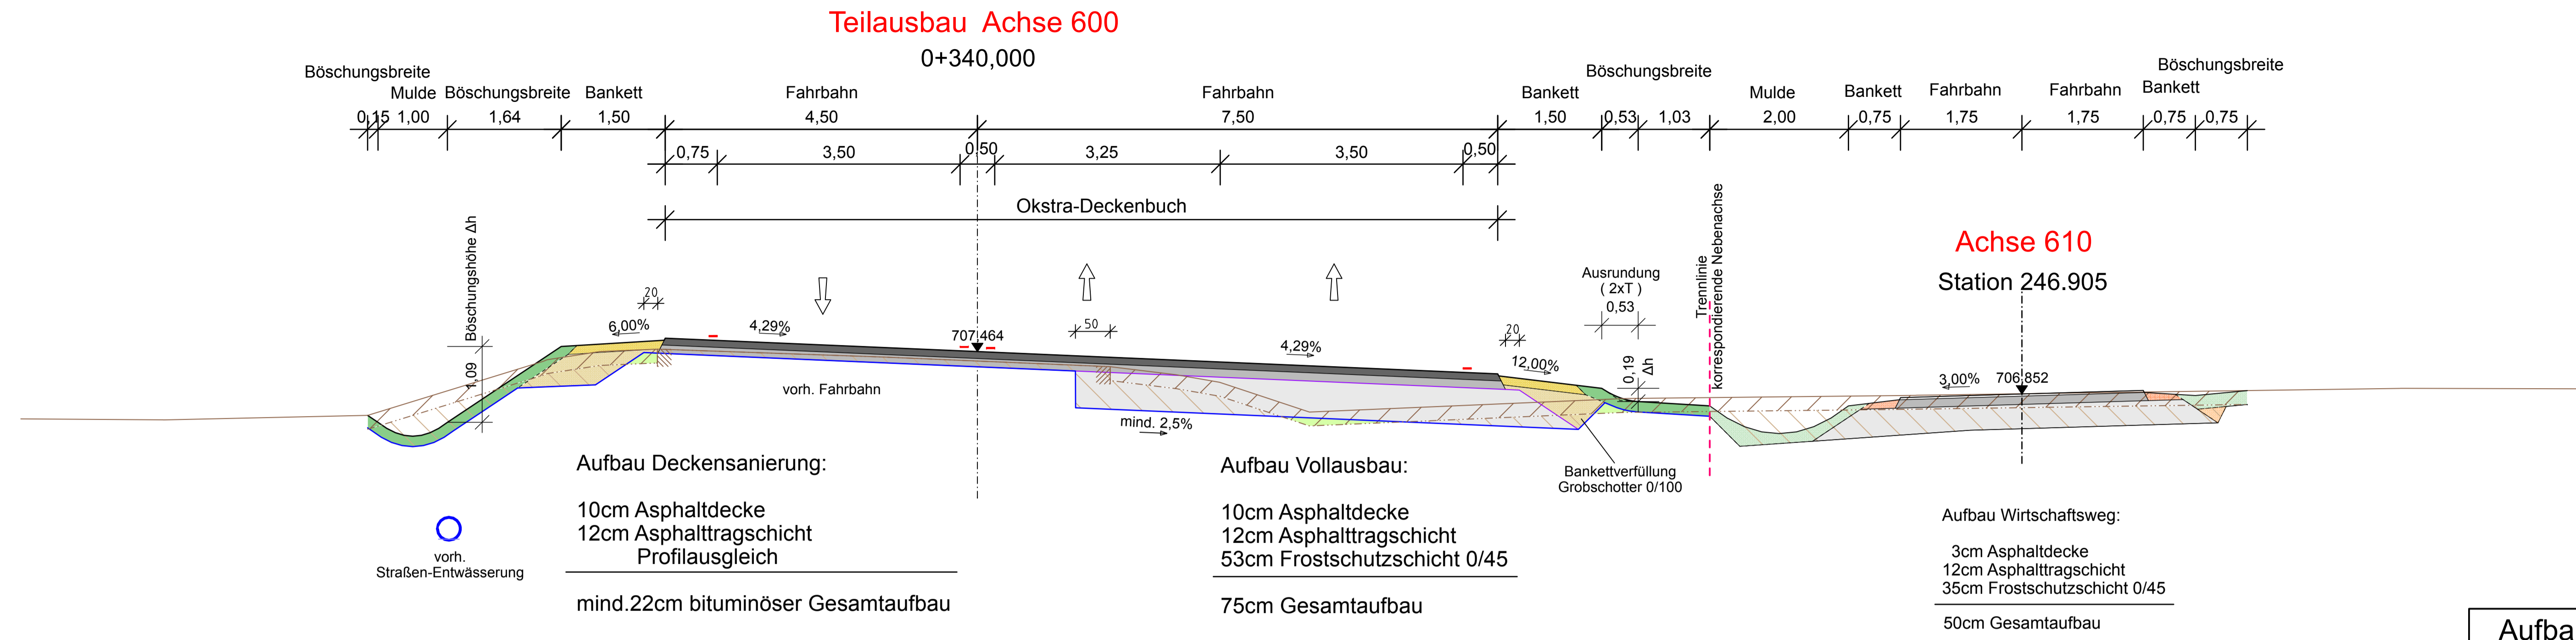 Teilausbau  Achse 600
0+340,000
Böschungsbreite
Böschungsbreite
Böschungsbreite
Mulde Böschungsbreite Bankett Fahrbahn Fahrbahn Bankett Mulde Bankett Fahrbahn Fahrbahn Bankett
0,15 1,00 1,64 1,50 4,50 7,50 1,50 0,53 1,03 2,00 0,75 1,75 1,75 0,75 0,75
0,75 3,50 0,50 3,25 3,50 0,50
Okstra-Deckenbuch
Böschungshöhe Δh
1,09
20
6,00%
4,29%
707,464
50
4,29%
20
12,00%
Ausrundung
( 2xT )
0,53
0,19
Δh
Trennlinie
korrespondierende Nebenachse
Achse 610
Station 246.905
3,00%
706,852
vorh. Fahrbahn
mind. 2,5%
Bankettverfüllung
Grobschotter 0/100
vorh.
Straßen-Entwässerung
Aufbau Deckensanierung:
10cm Asphaltdecke
12cm Asphalttragschicht
Profilausgleich
mind.22cm bituminöser Gesamtaufbau
Aufbau Vollausbau:
10cm Asphaltdecke
12cm Asphalttragschicht
53cm Frostschutzschicht 0/45
75cm Gesamtaufbau
Aufbau Wirtschaftsweg:
3cm Asphaltdecke
12cm Asphalttragschicht
35cm Frostschutzschicht 0/45
50cm Gesamtaufbau
Aufba